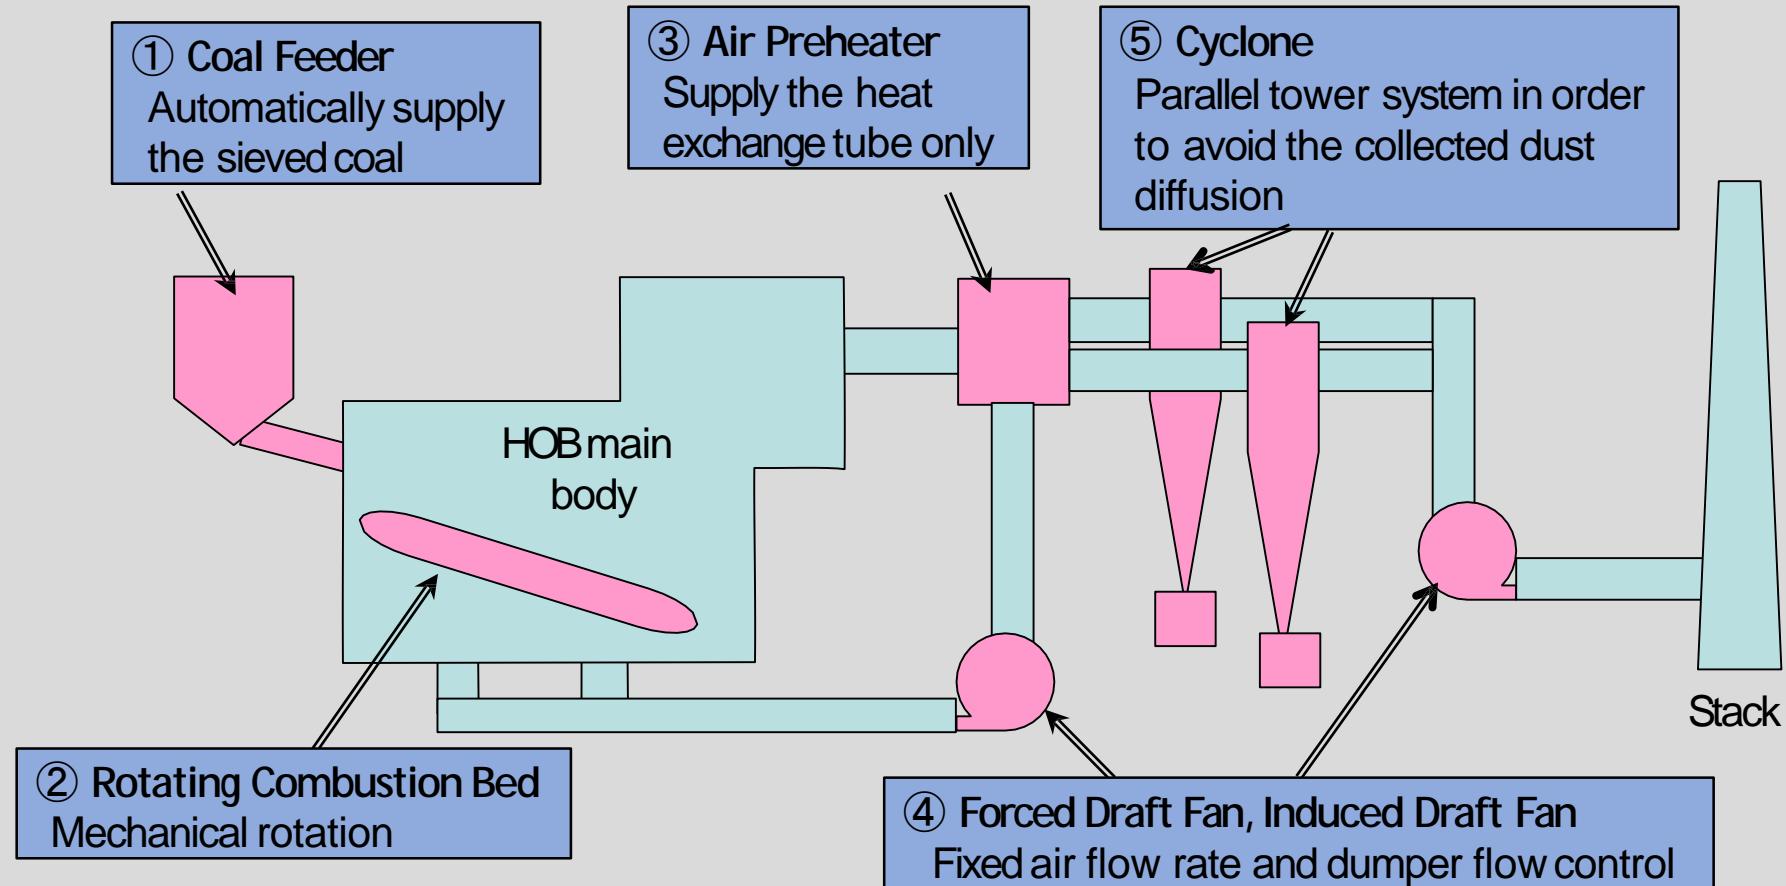 ① Coal Feeder
Automatically supply
the sieved coal
③ Air Preheater
Supply the heat
exchange tube only
⑤ Cyclone
Parallel tower system in order
to avoid the collected dust
diffusion
HOB main
body
Stack
② Rotating Combustion Bed
Mechanical rotation
④ Forced Draft Fan, Induced Draft Fan
Fixed air flow rate and dumper flow control